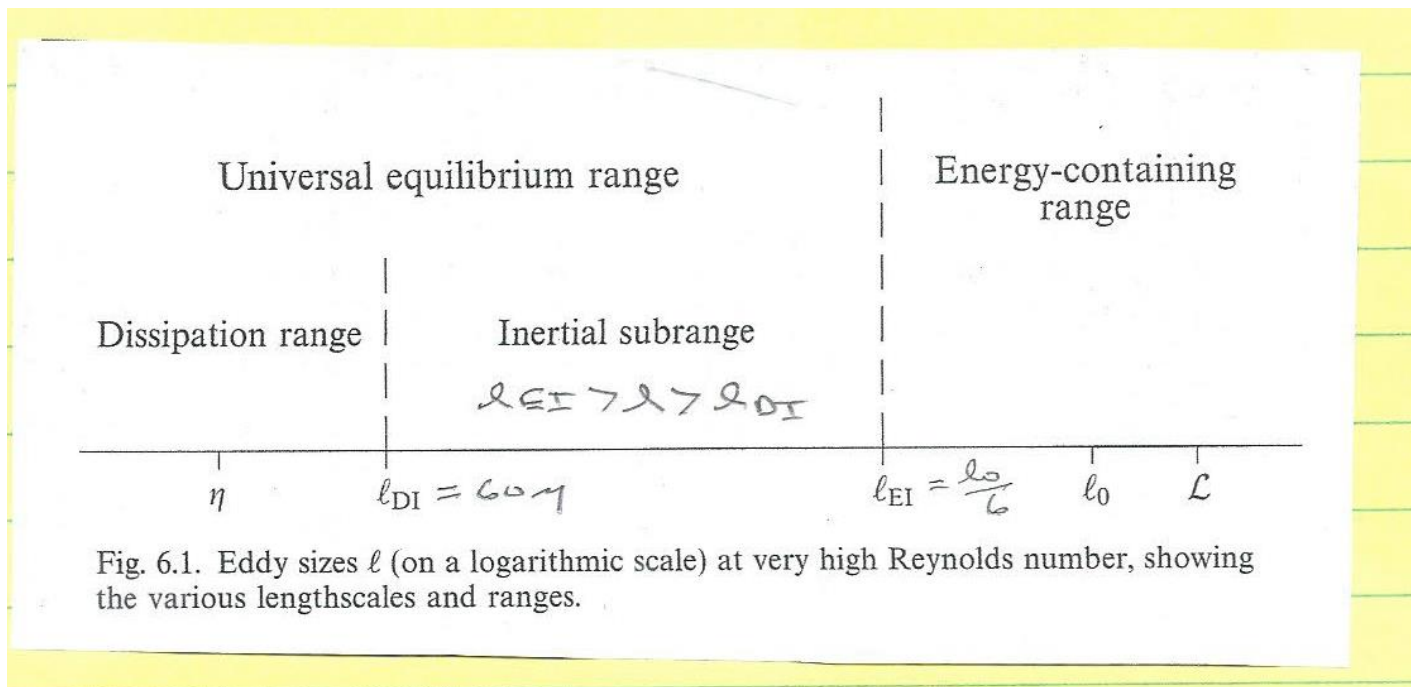 Universal equilibrium range
Energy-containing
range
Dissipation range
Inertial subrange
ℓEI > ℓ > ℓDI
η
ℓDI = 60η
ℓEI = ℓ0/6
ℓ0
ℒ
Fig. 6.1. Eddy sizes ℓ (on a logarithmic scale) at very high Reynolds number, showing
the various lengthscales and ranges.